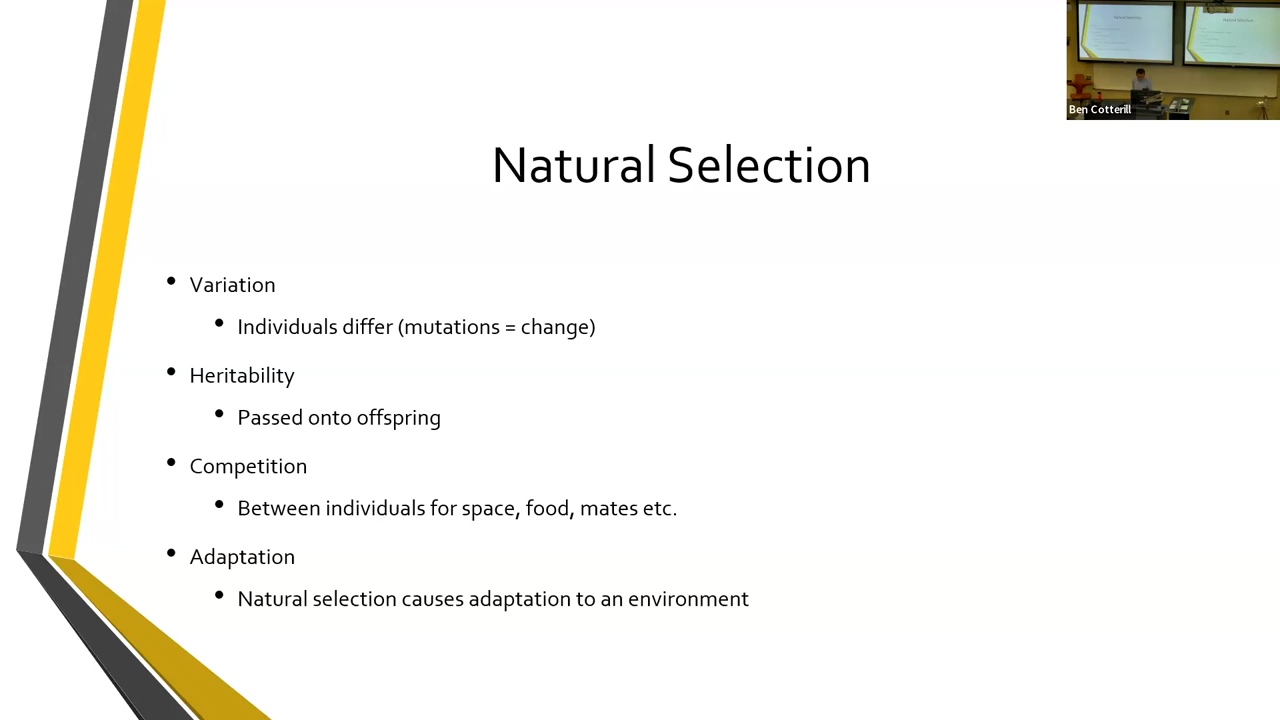 Ben Cotterill
Natural Selection
• Variation
• Individuals differ (mutations = change)
• Heritability
• Passed onto offspring
• Competition
• Between individuals for space, food, mates etc.
• Adaptation
• Natural selection causes adaptation to an environment